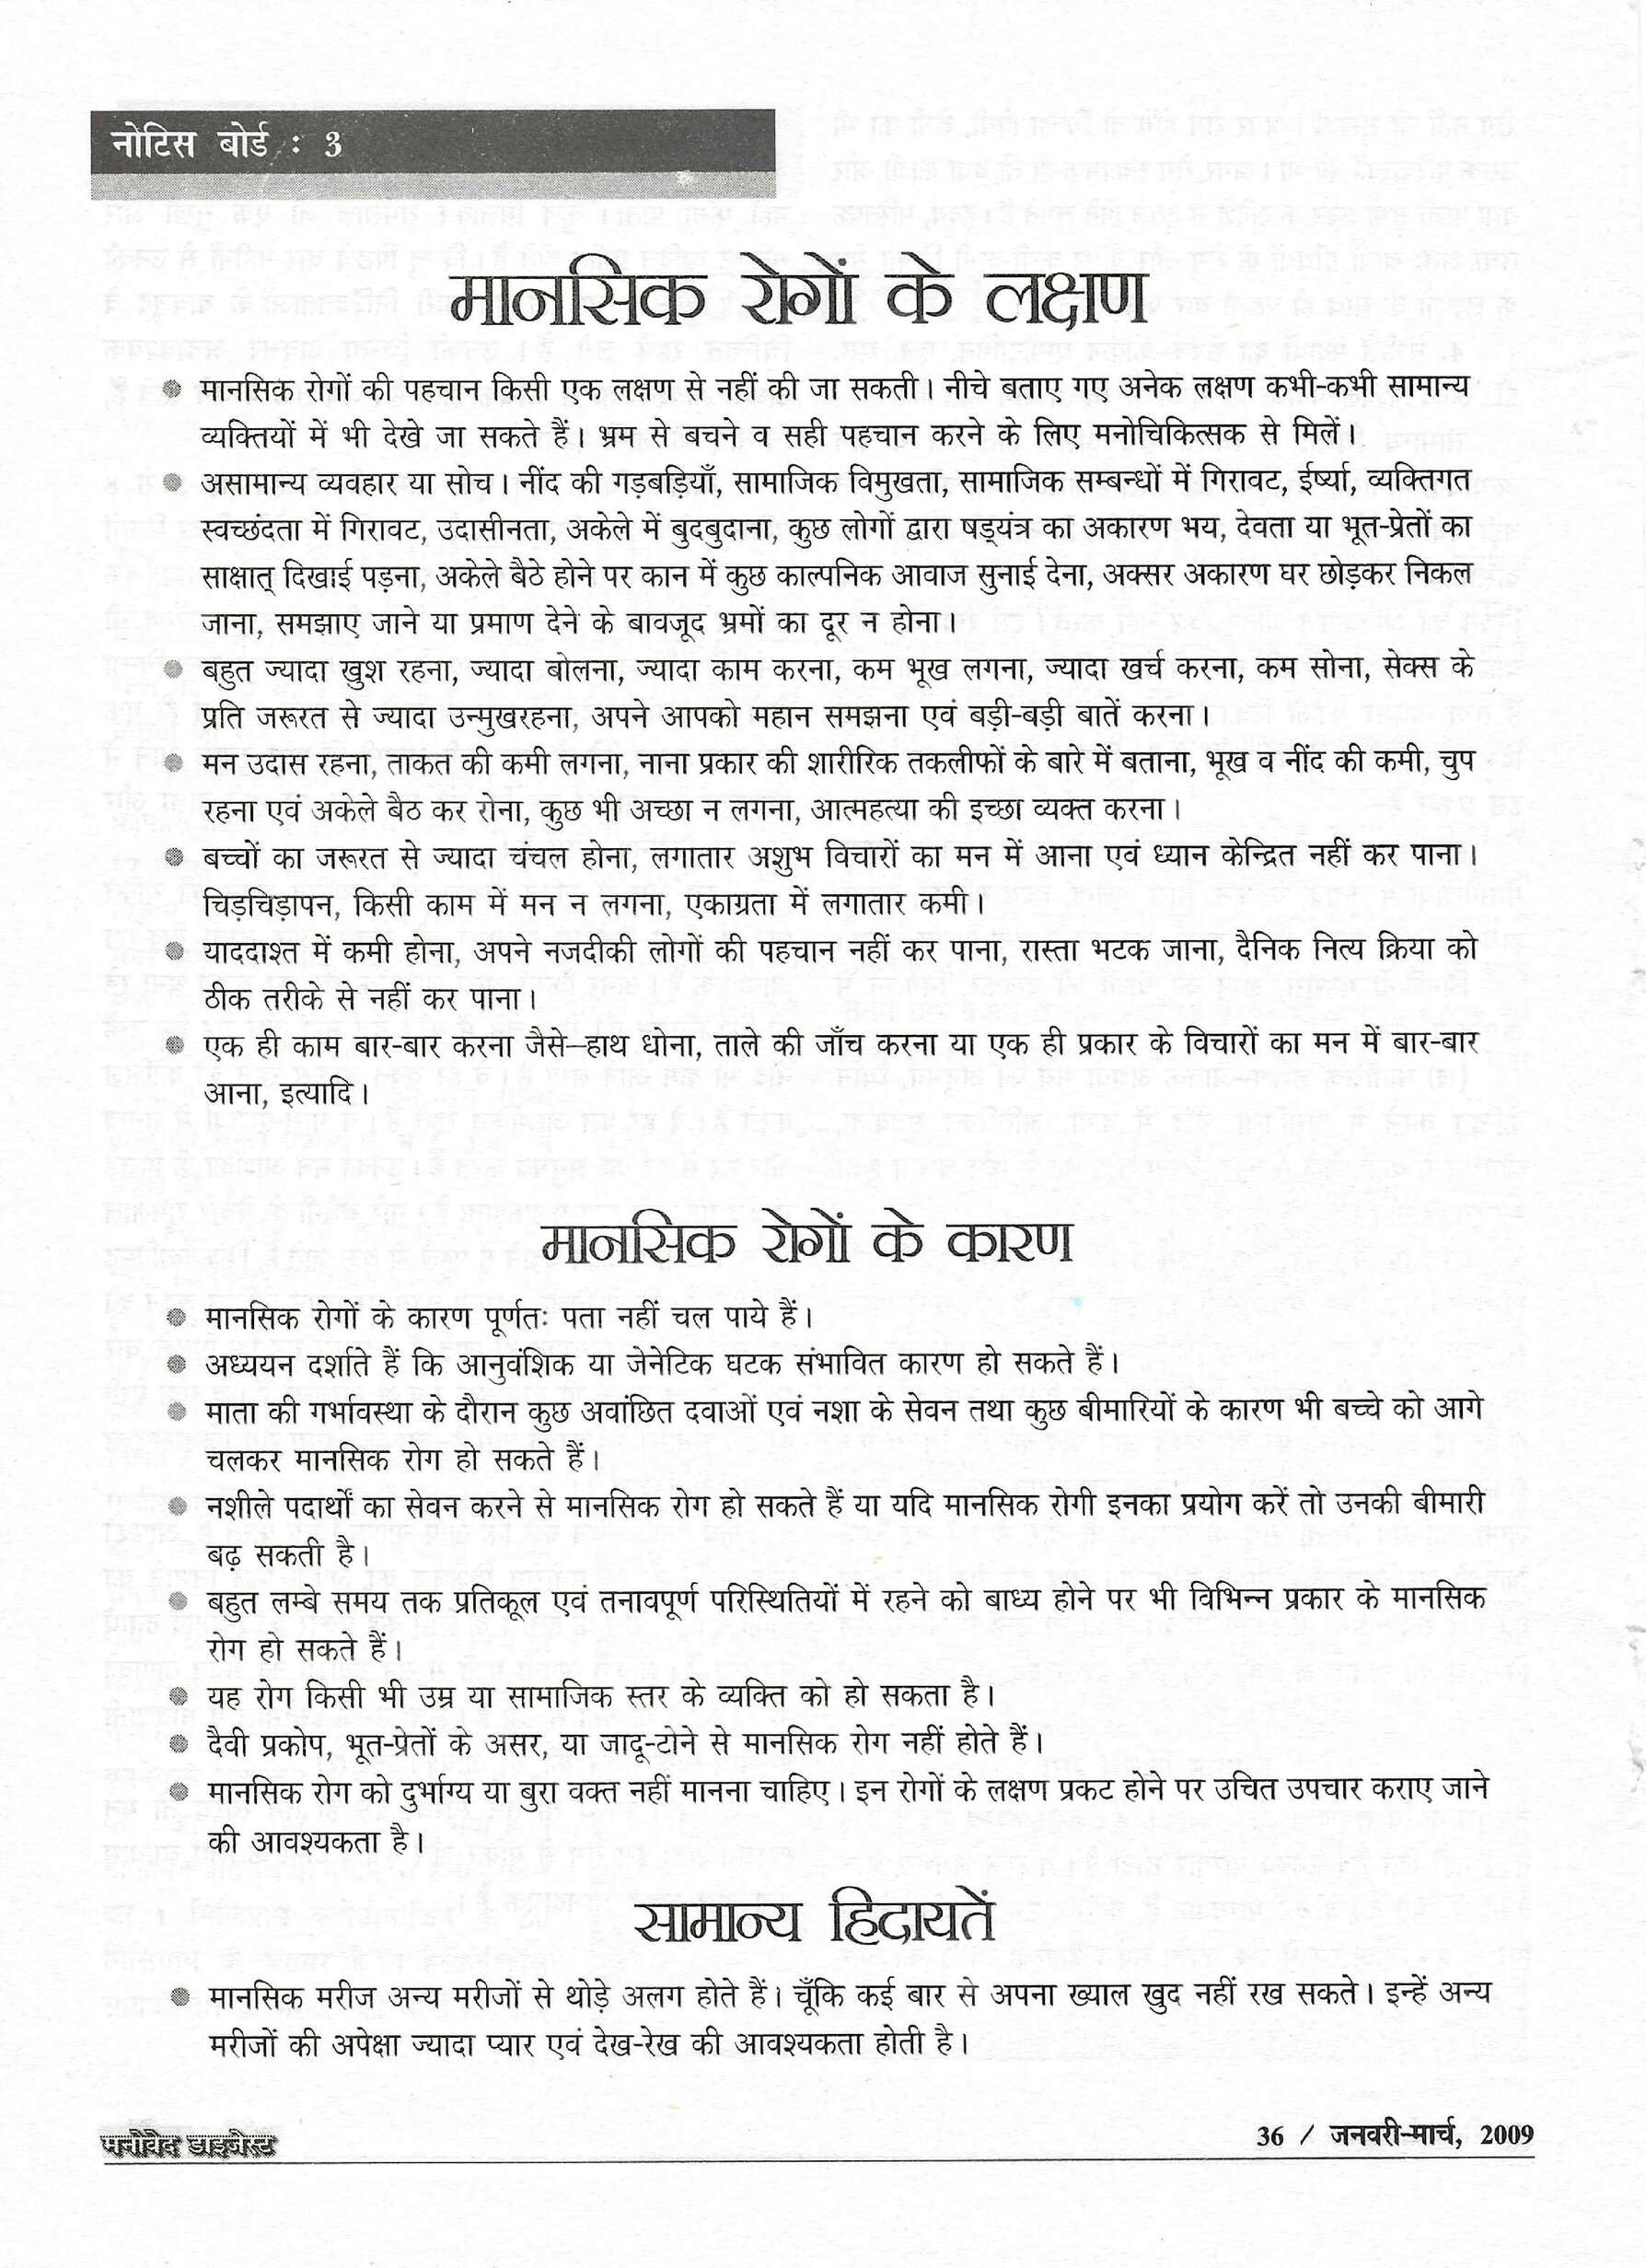 नोटिस बोर्ड : 3
मानसिक रोगों के लक्षण
मानसिक रोगों की पहचान किसी एक लक्षण से नहीं की जा सकती। नीचे बताए गए अनेक लक्षण कभी-कभी सामान्य
व्यक्तियों में भी देखे जा सकते हैं। भ्रम से बचने व सही पहचान करने के लिए मनोचिकित्सक से मिलें।
असामान्य व्यवहार या सोच। नींद की गड़बड़ियाँ, सामाजिक विमुखता, सामाजिक सम्बन्धों में गिरावट, ईर्ष्या, व्यक्तिगत
स्वच्छंदता में गिरावट, उदासीनता, अकेले में बुदबुदाना, कुछ लोगों द्वारा षड्यंत्र का अकारण भय, देवता या भूत-प्रेतों का
साक्षात् दिखाई पड़ना, अकेले बैठे होने पर कान में कुछ काल्पनिक आवाज सुनाई देना, अक्सर अकारण घर छोड़कर निकल
जाना, समझाए जाने या प्रमाण देने के बावजूद भ्रमों का दूर न होना।
बहुत ज्यादा खुश रहना, ज्यादा बोलना, ज्यादा काम करना, कम भूख लगना, ज्यादा खर्च करना, कम सोना, सेक्स के
प्रति जरूरत से ज्यादा उन्मुखरहना, अपने आपको महान समझना एवं बड़ी-बड़ी बातें करना।
मन उदास रहना, ताकत की कमी लगना, नाना प्रकार की शारीरिक तकलीफों के बारे में बताना, भूख व नींद की कमी, चुप
रहना एवं अकेले बैठ कर रोना, कुछ भी अच्छा न लगना, आत्महत्या की इच्छा व्यक्त करना।
बच्चों का जरूरत से ज्यादा चंचल होना, लगातार अशुभ विचारों का मन में आना एवं ध्यान केन्द्रित नहीं कर पाना।
चिड़चिड़ापन, किसी काम में मन न लगना, एकाग्रता में लगातार कमी।
याददाश्त में कमी होना, अपने नजदीकी लोगों की पहचान नहीं कर पाना, रास्ता भटक जाना, दैनिक नित्य क्रिया को
ठीक तरीके से नहीं कर पाना।
एक ही काम बार-बार करना जैसे–हाथ धोना, ताले की जाँच करना या एक ही प्रकार के विचारों का मन में बार-बार
आना, इत्यादि।
मानसिक रोगों के कारण
मानसिक रोगों के कारण पूर्णतः पता नहीं चल पाये हैं।
अध्ययन दर्शाते हैं कि आनुवंशिक या जेनेटिक घटक संभावित कारण हो सकते हैं।
माता की गर्भावस्था के दौरान कुछ अवांछित दवाओं एवं नशा के सेवन तथा कुछ बीमारियों के कारण भी बच्चे को आगे
चलकर मानसिक रोग हो सकते हैं।
नशीले पदार्थों का सेवन करने से मानसिक रोग हो सकते हैं या यदि मानसिक रोगी इनका प्रयोग करें तो उनकी बीमारी
बढ़ सकती है।
बहुत लम्बे समय तक प्रतिकूल एवं तनावपूर्ण परिस्थितियों में रहने को बाध्य होने पर भी विभिन्न प्रकार के मानसिक
रोग हो सकते हैं।
यह रोग किसी भी उम्र या सामाजिक स्तर के व्यक्ति को हो सकता है।
दैवी प्रकोप, भूत-प्रेतों के असर, या जादू-टोने से मानसिक रोग नहीं होते हैं।
मानसिक रोग को दुर्भाग्य या बुरा वक्त नहीं मानना चाहिए। इन रोगों के लक्षण प्रकट होने पर उचित उपचार कराए जाने
की आवश्यकता है।
सामान्य हिदायतें
मानसिक मरीज अन्य मरीजों से थोड़े अलग होते हैं। चूँकि कई बार से अपना ख्याल खुद नहीं रख सकते। इन्हें अन्य
मरीजों की अपेक्षा ज्यादा प्यार एवं देख-रेख की आवश्यकता होती है।
मनोवेद डाइजेस्ट
36 / जनवरी-मार्च, 2009